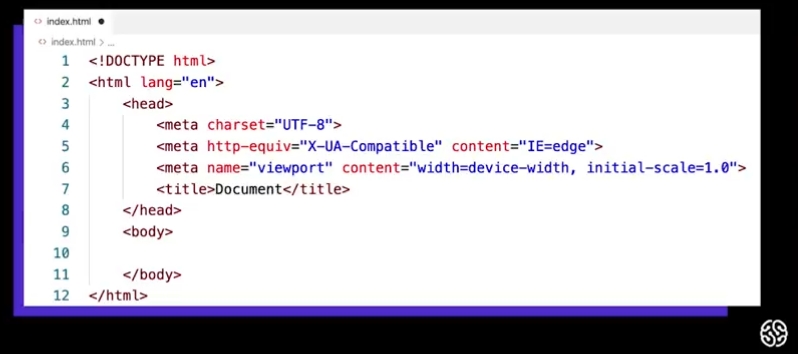 index.html
index.html > ...
1 <!DOCTYPE html>
2 <html lang="en">
3 <head>
4 <meta charset="UTF-8">
5 <meta http-equiv="X-UA-Compatible" content="IE=edge">
6 <meta name="viewport" content="width=device-width, initial-scale=1.0">
7 <title>Document</title>
8 </head>
9 <body>
10
11 </body>
12 </html>